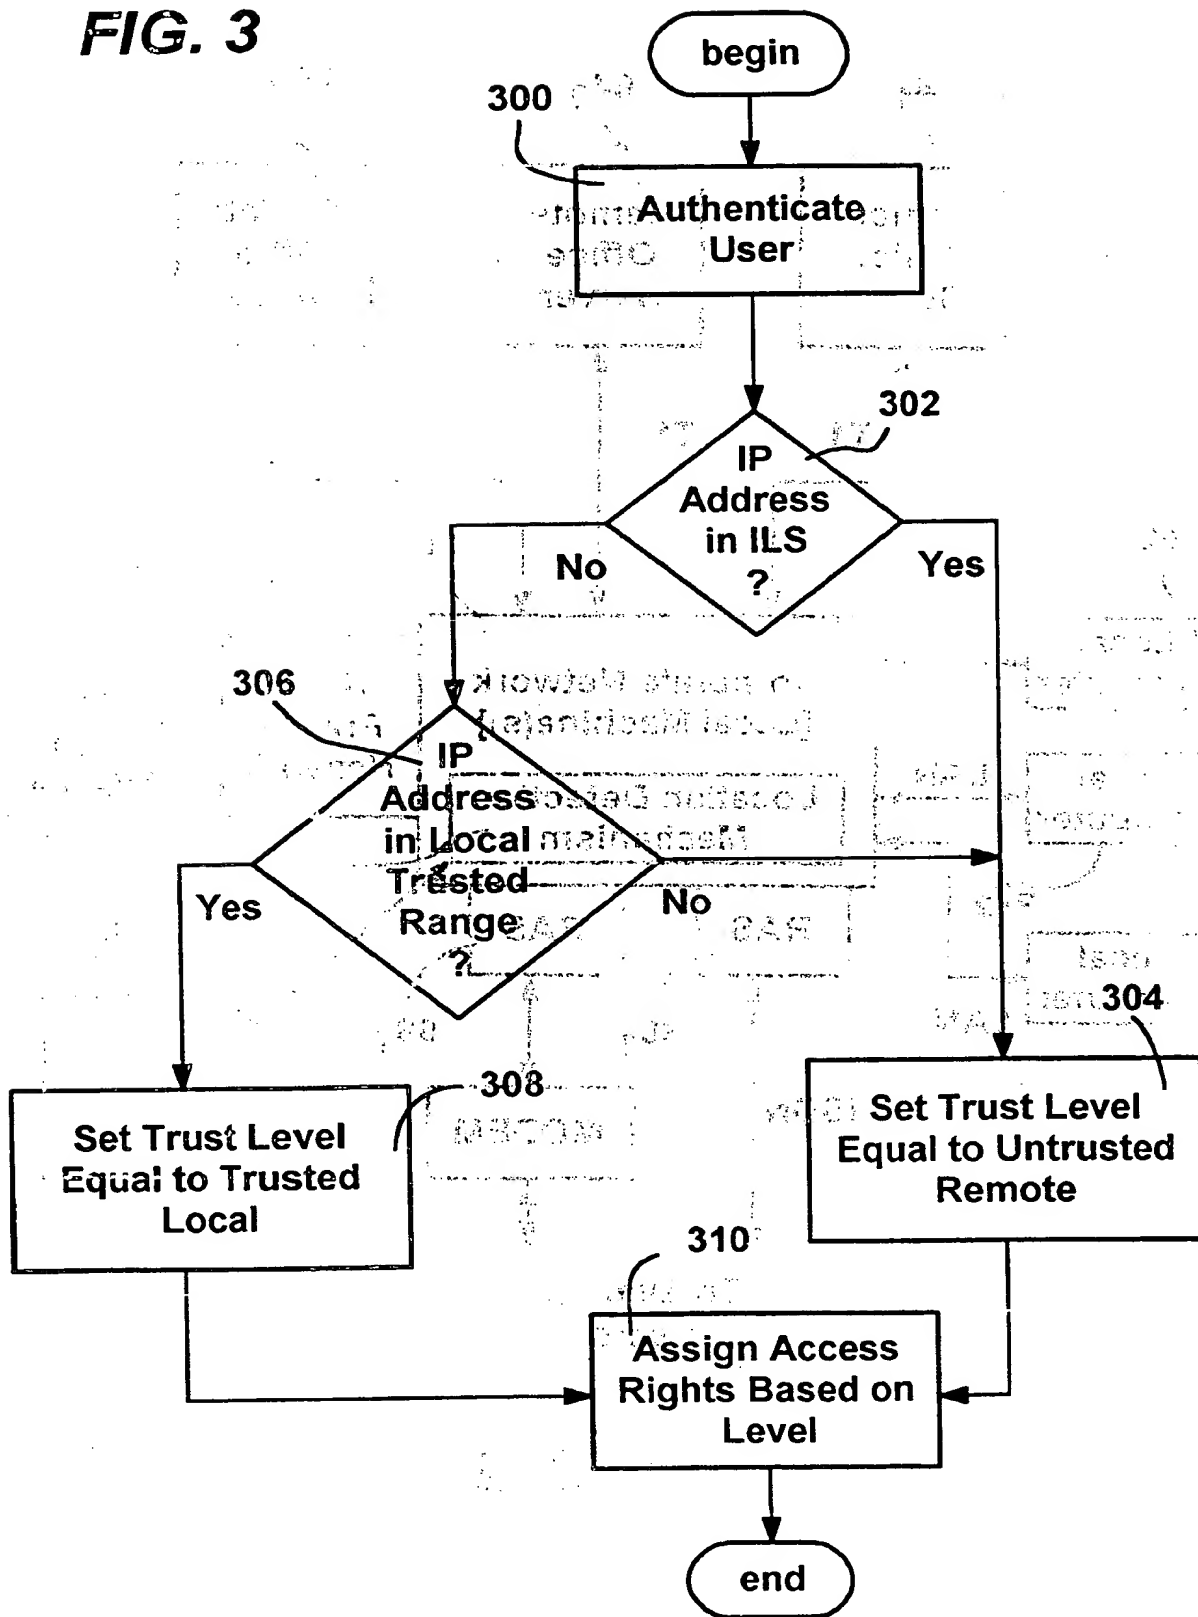 FIG. 3
begin
300
Authenticate
User
302
IP
Address
in ILS
?
No
Yes
306
IP
Address
in Local
Trusted
Range
?
Yes
No
304
308
Set Trust Level
Equal to Trusted
Local
Set Trust Level
Equal to Untrusted
Remote
310
Assign Access
Rights Based on
Level
end